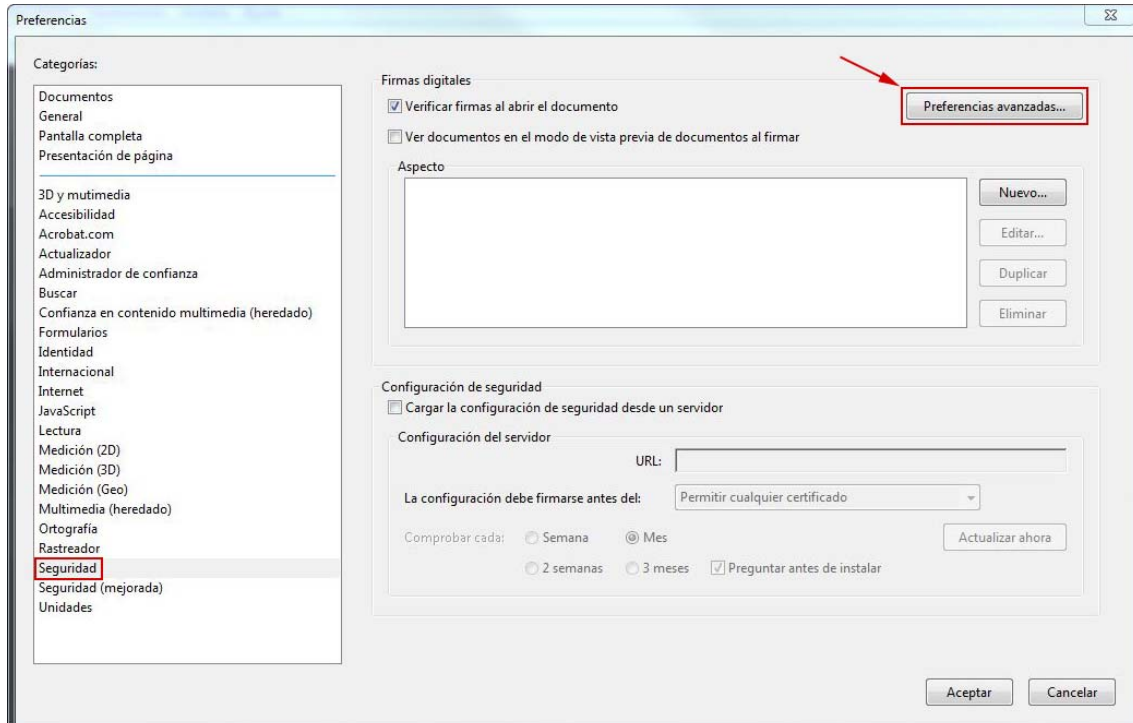 Preferencias
Categorías:
Documentos
General
Pantalla completa
Presentación de página
3D y mutimedia
Accesibilidad
Acrobat.com
Actualizador
Administrador de confianza
Buscar
Confianza en contenido multimedia (heredado)
Formularios
Identidad
Internacional
Internet
JavaScript
Lectura
Medición (2D)
Medición (3D)
Medición (Geo)
Multimedia (heredado)
Ortografía
Rastreador
Seguridad
Seguridad (mejorada)
Unidades
Firmas digitales
Verificar firmas al abrir el documento
Preferencias avanzadas...
Ver documentos en el modo de vista previa de documentos al firmar
Aspecto
Nuevo...
Editar...
Duplicar
Eliminar
Configuración de seguridad
Cargar la configuración de seguridad desde un servidor
Configuración del servidor
URL:
La configuración debe firmarse antes del: Permitir cualquier certificado
Comprobar cada: Semana Mes Actualizar ahora
2 semanas 3 meses Preguntar antes de instalar
Aceptar Cancelar